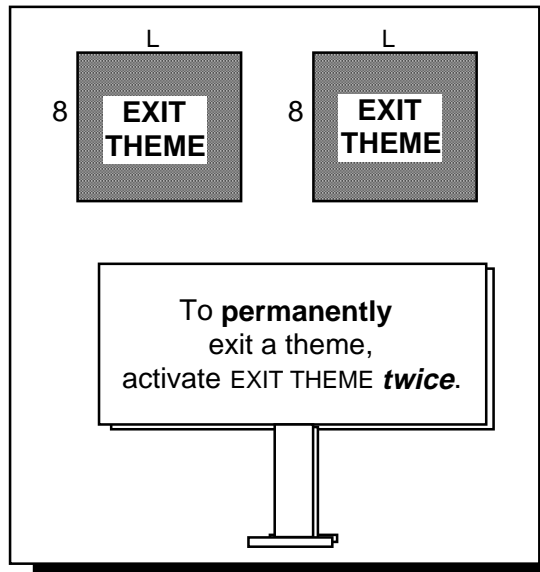 L L
8 EXIT 8 EXIT
THEME THEME
To permanently
exit a theme,
activate EXIT THEME twice.